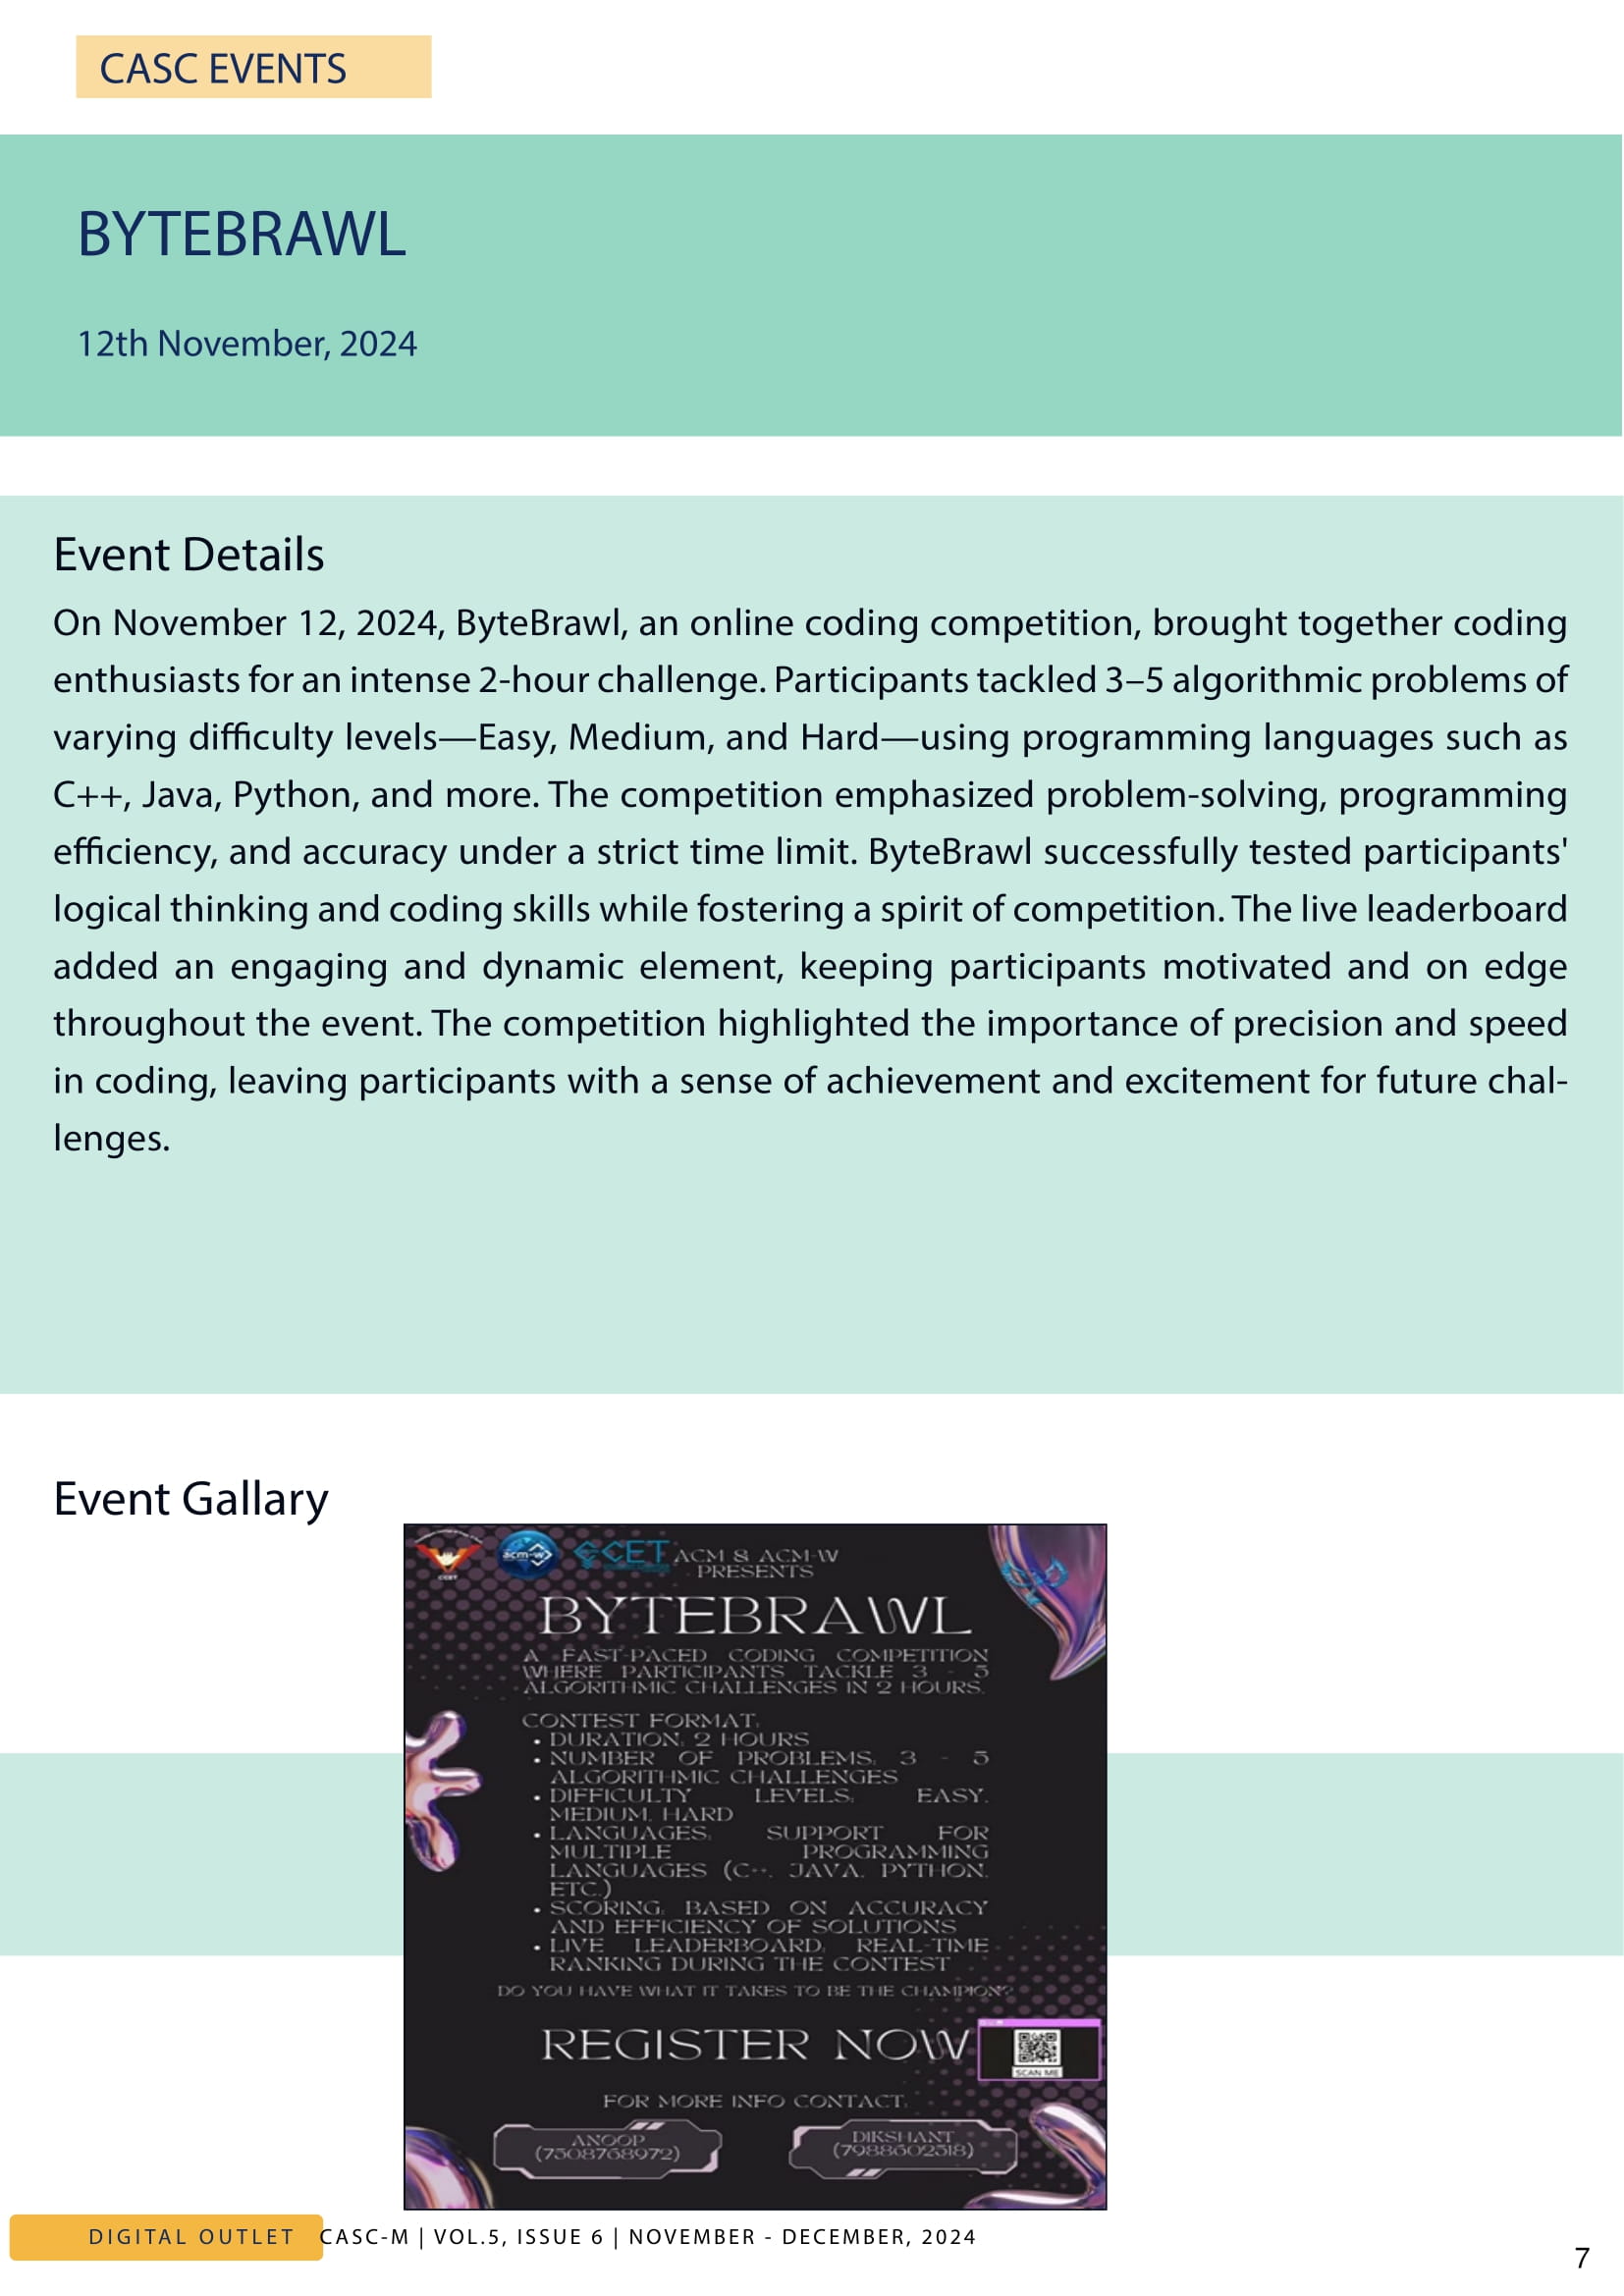 CASC EVENTS
BYTEBRAWL
12th November, 2024
Event Details
On November 12, 2024, ByteBrawl, an online coding competition, brought together coding
enthusiasts for an intense 2-hour challenge. Participants tackled 3–5 algorithmic problems of
varying difficulty levels—Easy, Medium, and Hard—using programming languages such as
C++, Java, Python, and more. The competition emphasized problem-solving, programming
efficiency, and accuracy under a strict time limit. ByteBrawl successfully tested participants'
logical thinking and coding skills while fostering a spirit of competition. The live leaderboard
added an engaging and dynamic element, keeping participants motivated and on edge
throughout the event. The competition highlighted the importance of precision and speed
in coding, leaving participants with a sense of achievement and excitement for future chal-
lenges.
Event Gallary
acm-w
CCET
CCET
ACM & ACM-W
PRESENTS
BYTEBRAWL
A FAST-PACED CODING COMPETITION
WHERE PARTICIPANTS TACKLE 3 - 5
ALGORITHMIC CHALLENGES IN 2 HOURS.
CONTEST FORMAT:
• DURATION: 2 HOURS
• NUMBER OF PROBLEMS: 3 - 5
ALGORITHMIC CHALLENGES
• DIFFICULTY LEVELS: EASY,
MEDIUM, HARD
• LANGUAGES: SUPPORT FOR
MULTIPLE PROGRAMMING
LANGUAGES (C++, JAVA, PYTHON,
ETC.)
• SCORING: BASED ON ACCURACY
AND EFFICIENCY OF SOLUTIONS
• LIVE LEADERBOARD: REAL-TIME
RANKING DURING THE CONTEST
DO YOU HAVE WHAT IT TAKES TO BE THE CHAMPION?
REGISTER NOW
SCAN ME
FOR MORE INFO CONTACT:
ANOOP
DIKSHANT
DIGITAL OUTLET CASC-M | VOL.5, ISSUE 6 | NOVEMBER - DECEMBER, 2024
7